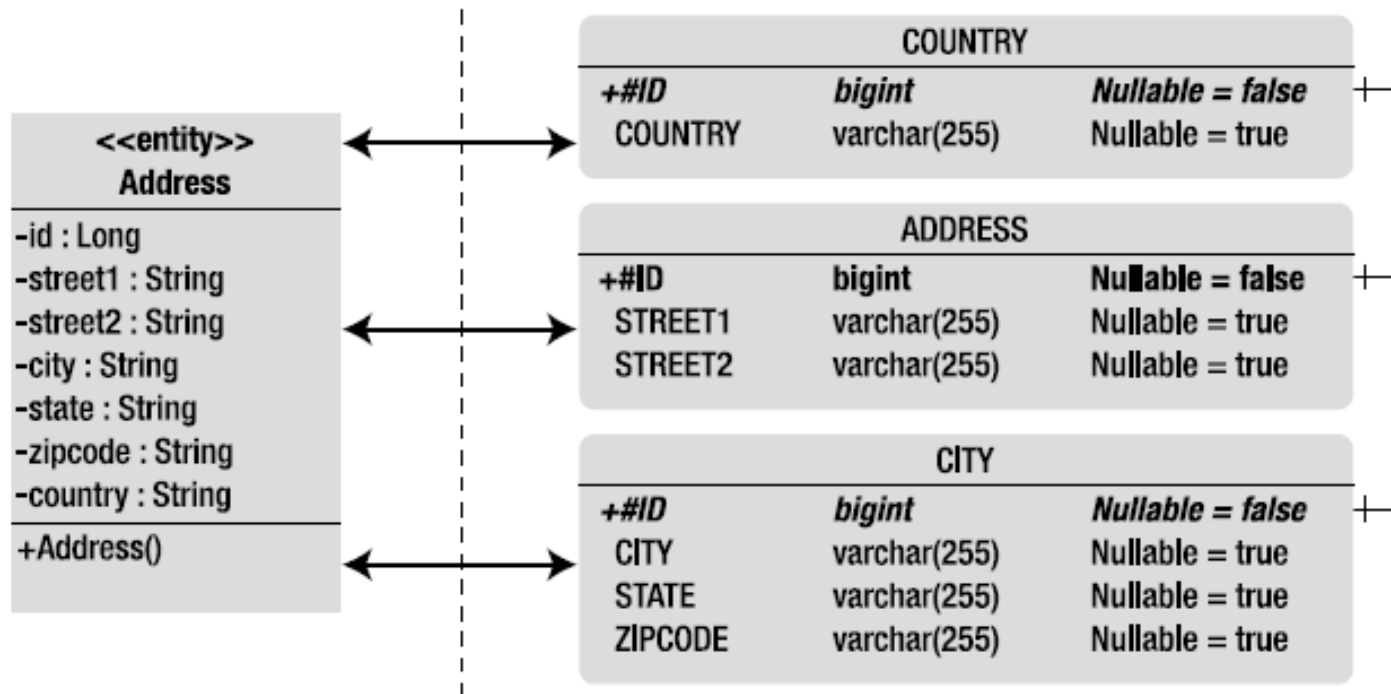 <<entity>>
Address
-id : Long
-street1 : String
-street2 : String
-city : String
-state : String
-zipcode : String
-country : String
+Address()
COUNTRY
+#ID bigint Nullable = false
COUNTRY varchar(255) Nullable = true
ADDRESS
+#ID bigint Nullable = false
STREET1 varchar(255) Nullable = true
STREET2 varchar(255) Nullable = true
CITY
+#ID bigint Nullable = false
CITY varchar(255) Nullable = true
STATE varchar(255) Nullable = true
ZIPCODE varchar(255) Nullable = true